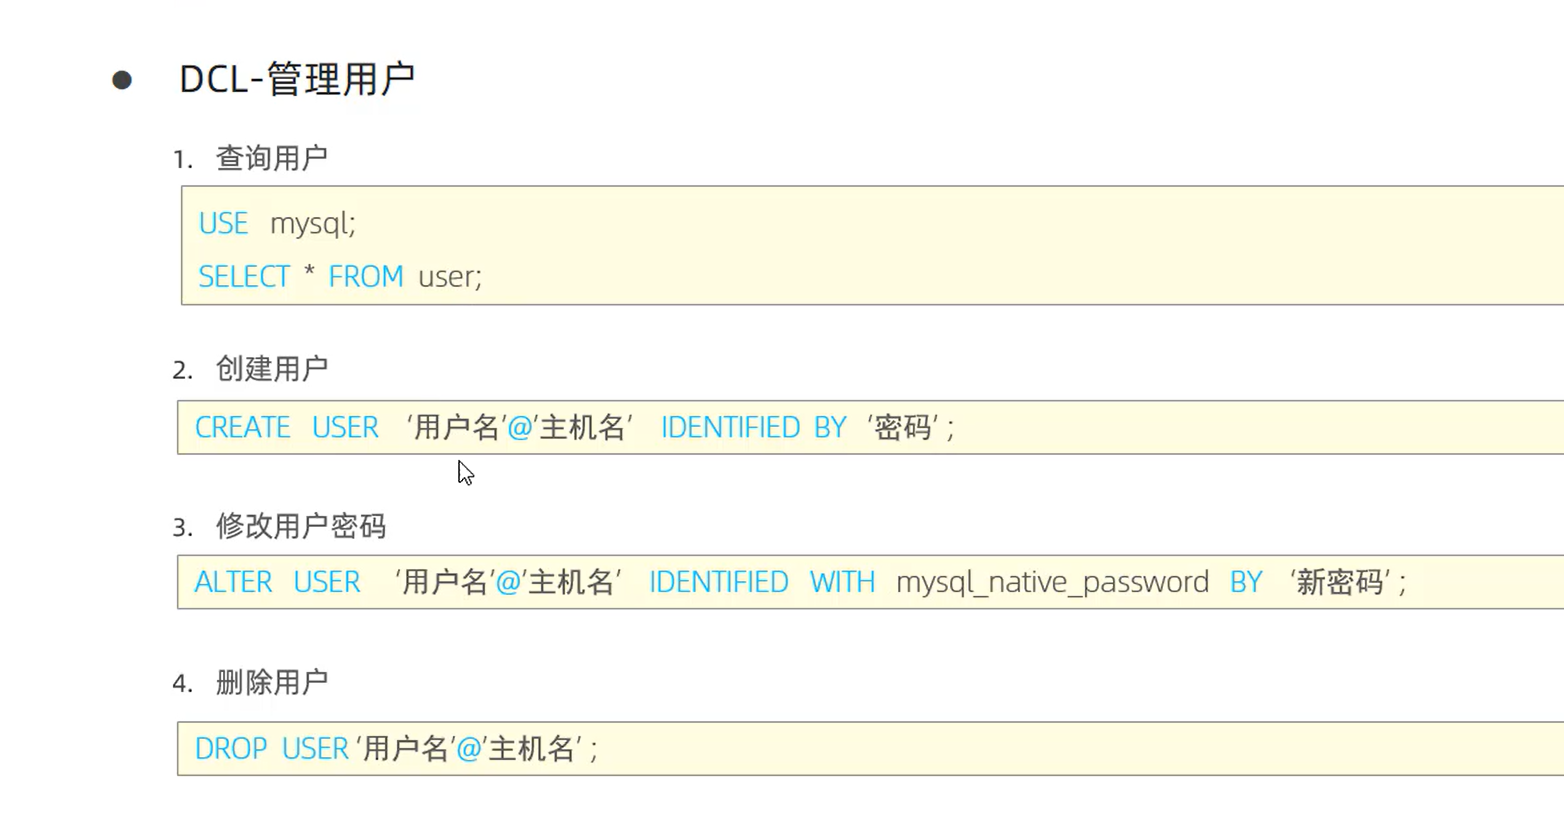 ● DCL-管理用户
1. 查询用户
USE mysql;
SELECT * FROM user;
2. 创建用户
CREATE USER ‘用户名’@’主机名’ IDENTIFIED BY ‘密码’ ;
3. 修改用户密码
ALTER USER ‘用户名’@’主机名’ IDENTIFIED WITH mysql_native_password BY ‘新密码’ ;
4. 删除用户
DROP USER ‘用户名’@’主机名’ ;